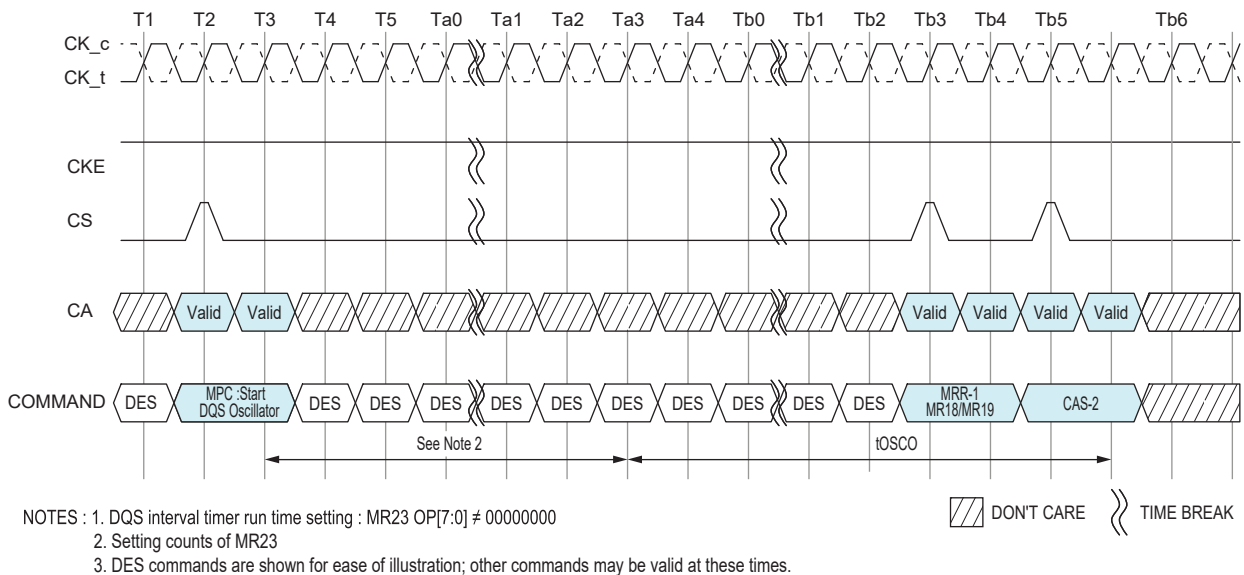 T1 T2 T3 T4 T5 Ta0 Ta1 Ta2 Ta3 Ta4 Tb0 Tb1 Tb2 Tb3 Tb4 Tb5 Tb6
CK_c
CK_t
CKE
CS
CA Valid Valid Valid Valid Valid Valid
COMMAND DES MPC :Start DES DES DES DES DES DES DES DES DES DES MRR-1 CAS-2
DQS Oscillator MR18/MR19
See Note 2 tOSCO
NOTES : 1. DQS interval timer run time setting : MR23 OP[7:0] ≠ 00000000
DON'T CARE TIME BREAK
2. Setting counts of MR23
3. DES commands are shown for ease of illustration; other commands may be valid at these times.